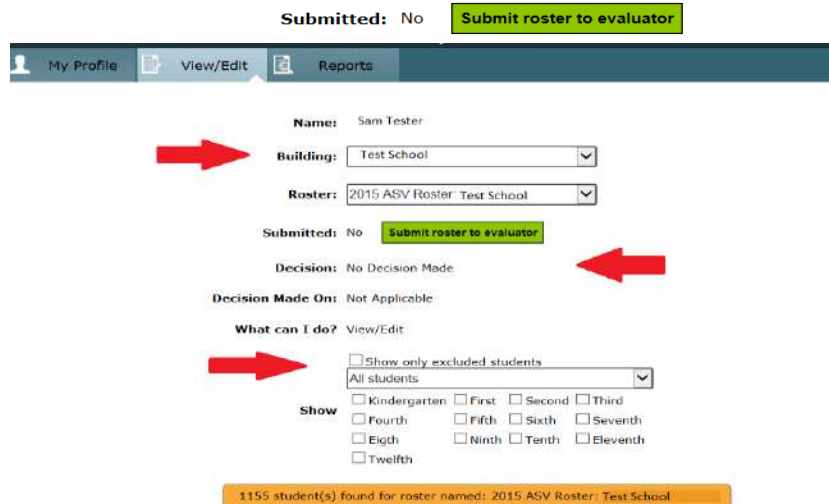 Submitted: No Submit roster to evaluator
My Profile View/Edit Reports
Name: Sam Tester
Building: Test School
Roster: 2015 ASV Roster: Test School
Submitted: No Submit roster to evaluator
Decision: No Decision Made
Decision Made On: Not Applicable
What can I do? View/Edit
Show only excluded students
All students
Show
Kindergarten First Second Third
Fourth Fifth Sixth Seventh
Eigth Ninth Tenth Eleventh
Twelfth
1155 student(s) found for roster named: 2015 ASV Roster: Test School